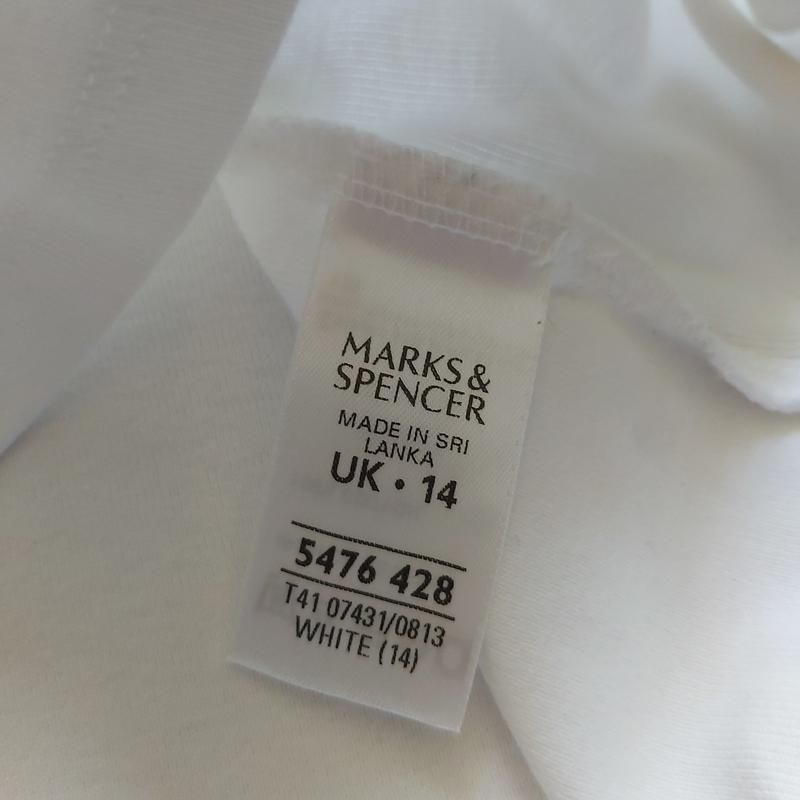 MARKS &
SPENCER
MADE IN SRI
LANKA
UK • 14
5476 428
T41 07431/0813
WHITE (14)